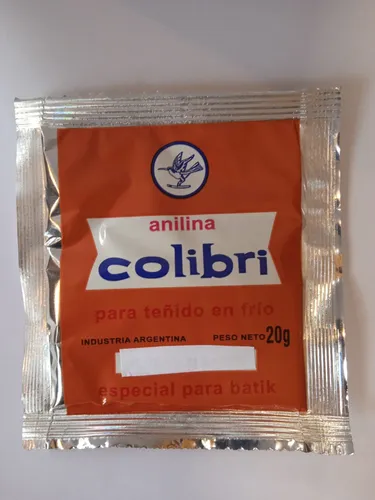 anilina
colibri
para teñido en frío
INDUSTRIA ARGENTINA PESO NETO 20g
especial para batik